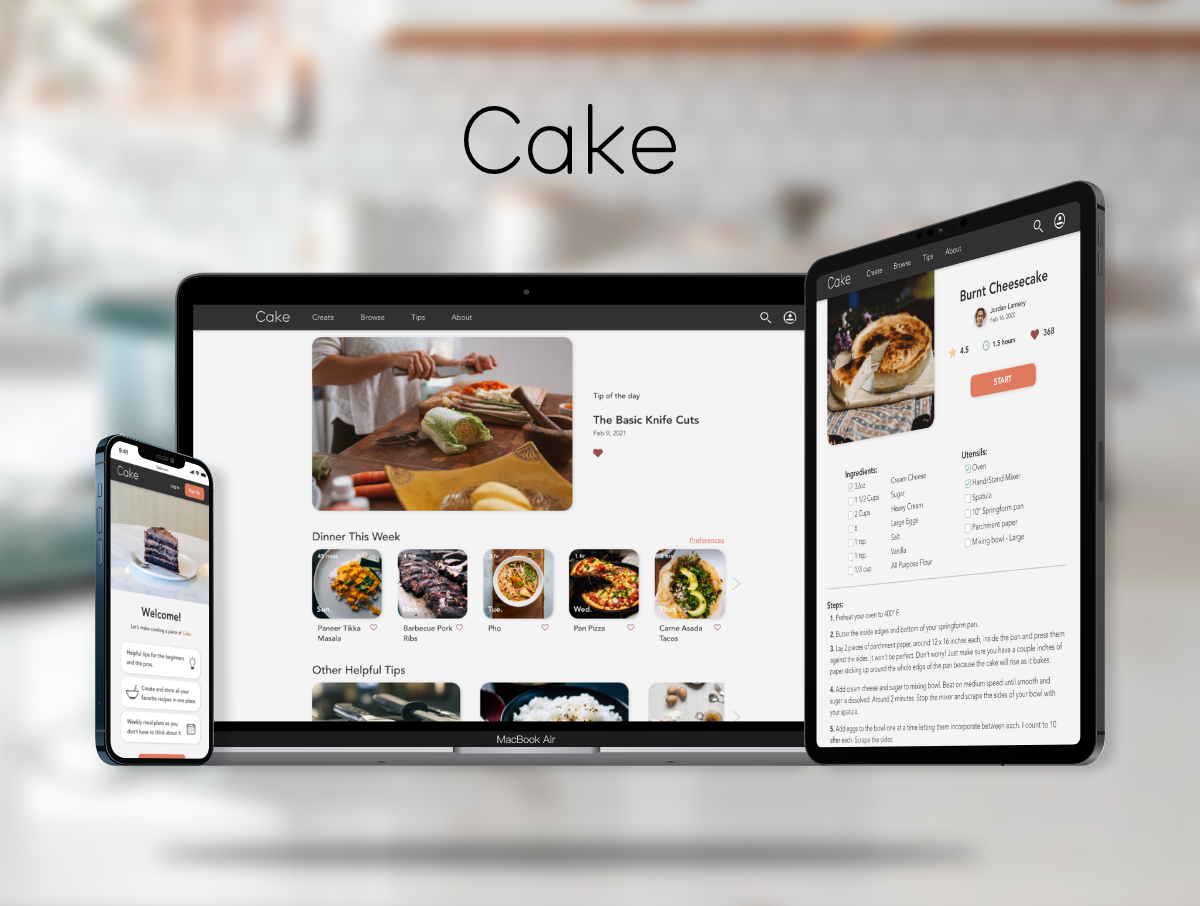 Cake
Cake
Create
Browse
Tips
About
Tip of the day
The Basic Knife Cuts
Feb 9, 2021
Dinner This Week
Preferences
45 mins
4 hr
1 hr
Sun.
Mon.
Tue.
Wed.
Thur.
Paneer Tikka
Masala
Barbecue Pork
Ribs
Pho
Pan Pizza
Carne Asada
Tacos
Other Helpful Tips
MacBook Air
9:41
Cake
Log In
Sign Up
Welcome!
Let's make cooking a piece of Cake.
Helpful tips for the beginners
and the pros.
Create and store all your
favorite recipes in one place.
Weekly meal plans so you
don't have to think about it.
Cake
Create
Browse
Tips
About
Burnt Cheesecake
Jordan Lamsey
Feb 16, 2020
4.5
1.5 hours
368
START
Ingredients:
32oz Cream Cheese
1 1/2 Cups Sugar
2 Cups Heavy Cream
6 Large Eggs
1 tsp. Salt
1 tsp. Vanilla
1/3 cup All Purpose Flour
Utensils:
Oven
Hand/Stand Mixer
Spatula
10" Springform pan
Parchment paper
Mixing bowl - Large
Steps:
1. Preheat your oven to 400° F.
2. Butter the inside edges and bottom of your springform pan.
3. Lay 2 pieces of parchment paper, around 12 x 16 inches each, inside the pan and press them
against the sides. It won't be perfect. Don't worry! Just make sure you have a couple inches of
paper sticking up around the whole edge of the pan because the cake will rise as it bakes.
4. Add cream cheese and sugar to mixing bowl. Beat on medium speed until smooth and
sugar is dissolved. Around 2 minutes. Stop the mixer and scrape the sides of your bowl with
your spatula.
5. Add eggs to the bowl one at a time letting them incorporate between each. I count to 10
after each. Scrape the sides.